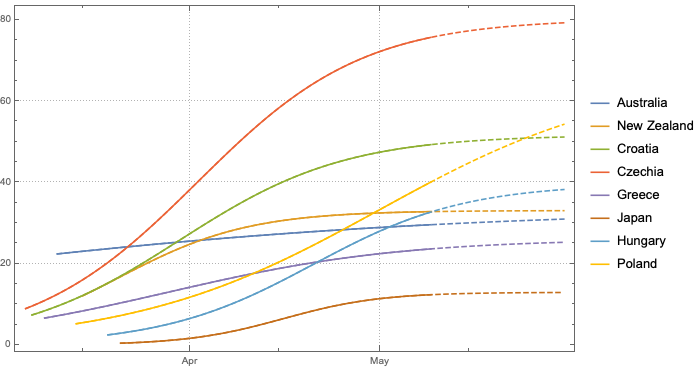 80
60
40
20
0
Apr
May
Australia
New Zealand
Croatia
Czechia
Greece
Japan
Hungary
Poland